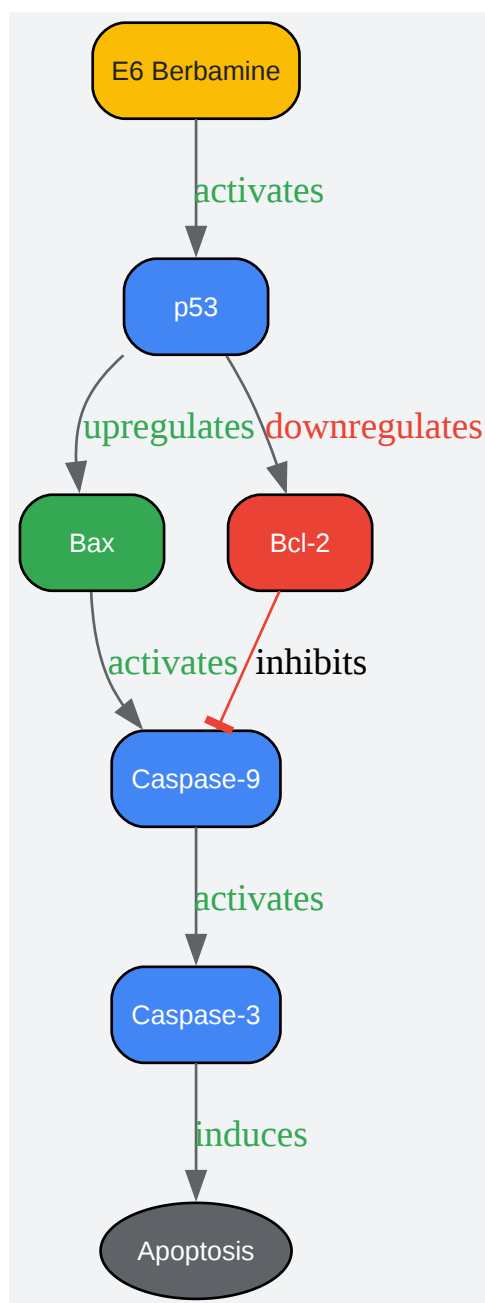 E6 Berbamine
activates
p53
upregulates
downregulates
Bax
Bcl-2
activates
inhibits
Caspase-9
activates
Caspase-3
induces
Apoptosis